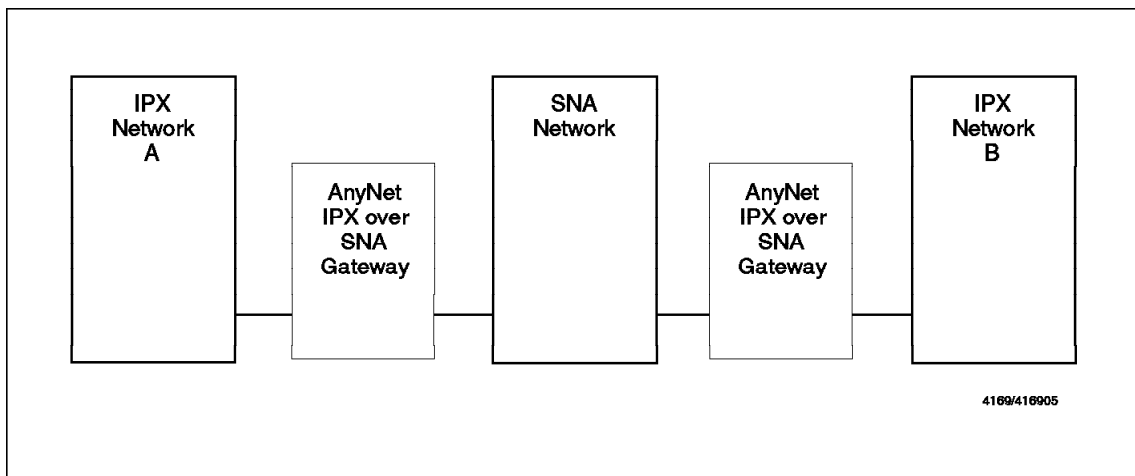 IPX
Network
A
AnyNet
IPX over
SNA
Gateway
SNA
Network
AnyNet
IPX over
SNA
Gateway
IPX
Network
B
4169/416905